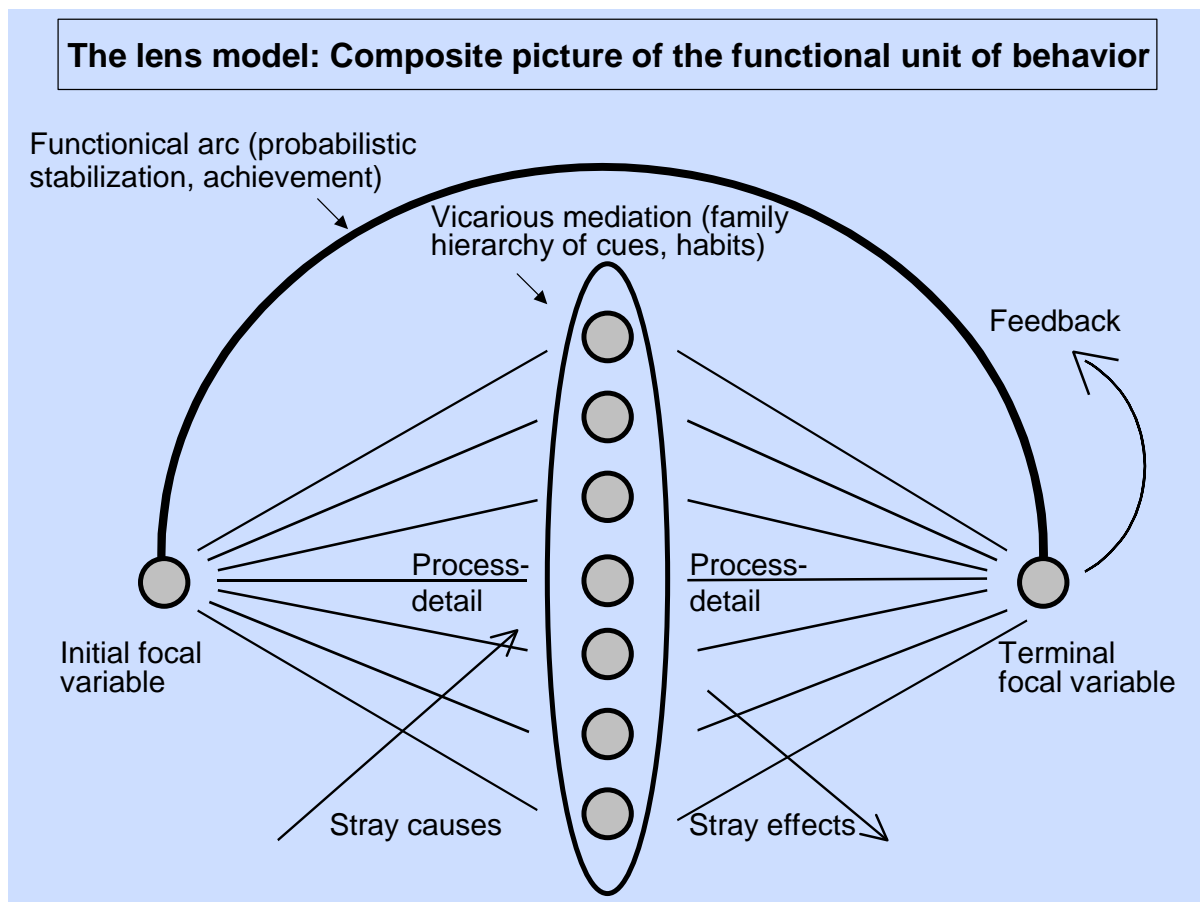 The lens model: Composite picture of the functional unit of behavior
Functionical arc (probabilistic
stabilization, achievement)
Vicarious mediation (family
hierarchy of cues, habits)
Feedback
Process-
detail
Process-
detail
Initial focal
variable
Terminal
focal variable
Stray causes
Stray effects